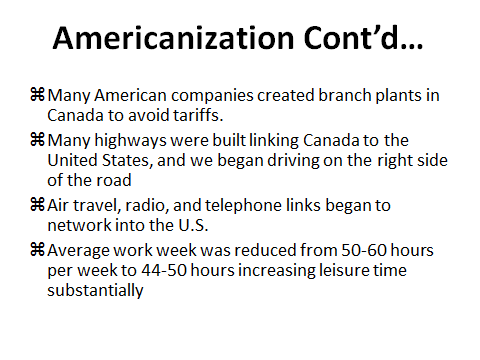 Americanization Cont'd…
⌘Many American companies created branch plants in
Canada to avoid tariffs.
⌘Many highways were built linking Canada to the
United States, and we began driving on the right side
of the road
⌘Air travel, radio, and telephone links began to
network into the U.S.
⌘Average work week was reduced from 50-60 hours
per week to 44-50 hours increasing leisure time
substantially